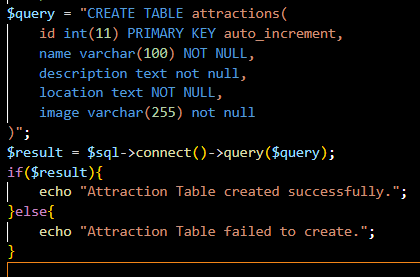 $query = "CREATE TABLE attractions(
    id int(11) PRIMARY KEY auto_increment,
    name varchar(100) NOT NULL,
    description text not null,
    location text NOT NULL,
    image varchar(255) not null
)";
$result = $sql->connect()->query($query);
if($result){
    echo "Attraction Table created successfully.";
}else{
    echo "Attraction Table failed to create.";
}